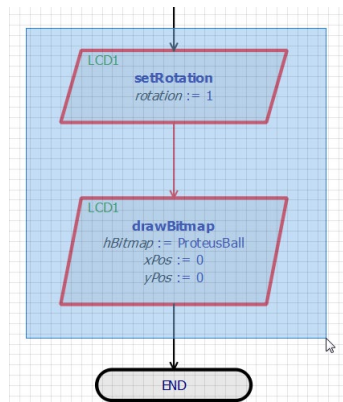 LCD1
setRotation
rotation := 1
LCD1
drawBitmap
hBitmap := ProteusBall
xPos := 0
yPos := 0
END